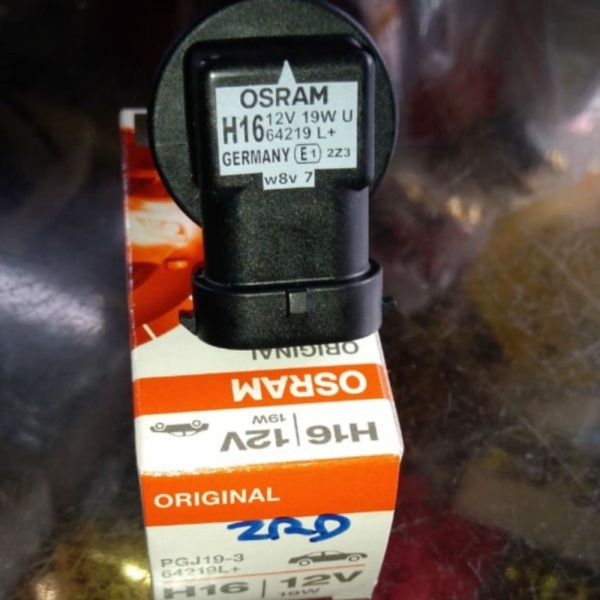 OSRAM
H16 12V 19W U
64219 L+
GERMANY E1 2Z3
w8v 7
ORIGINAL
OSRAM
H16 12V
19W
ORIGINAL
ZRD
PGJ19-3
64219L+
H16 12V
19W